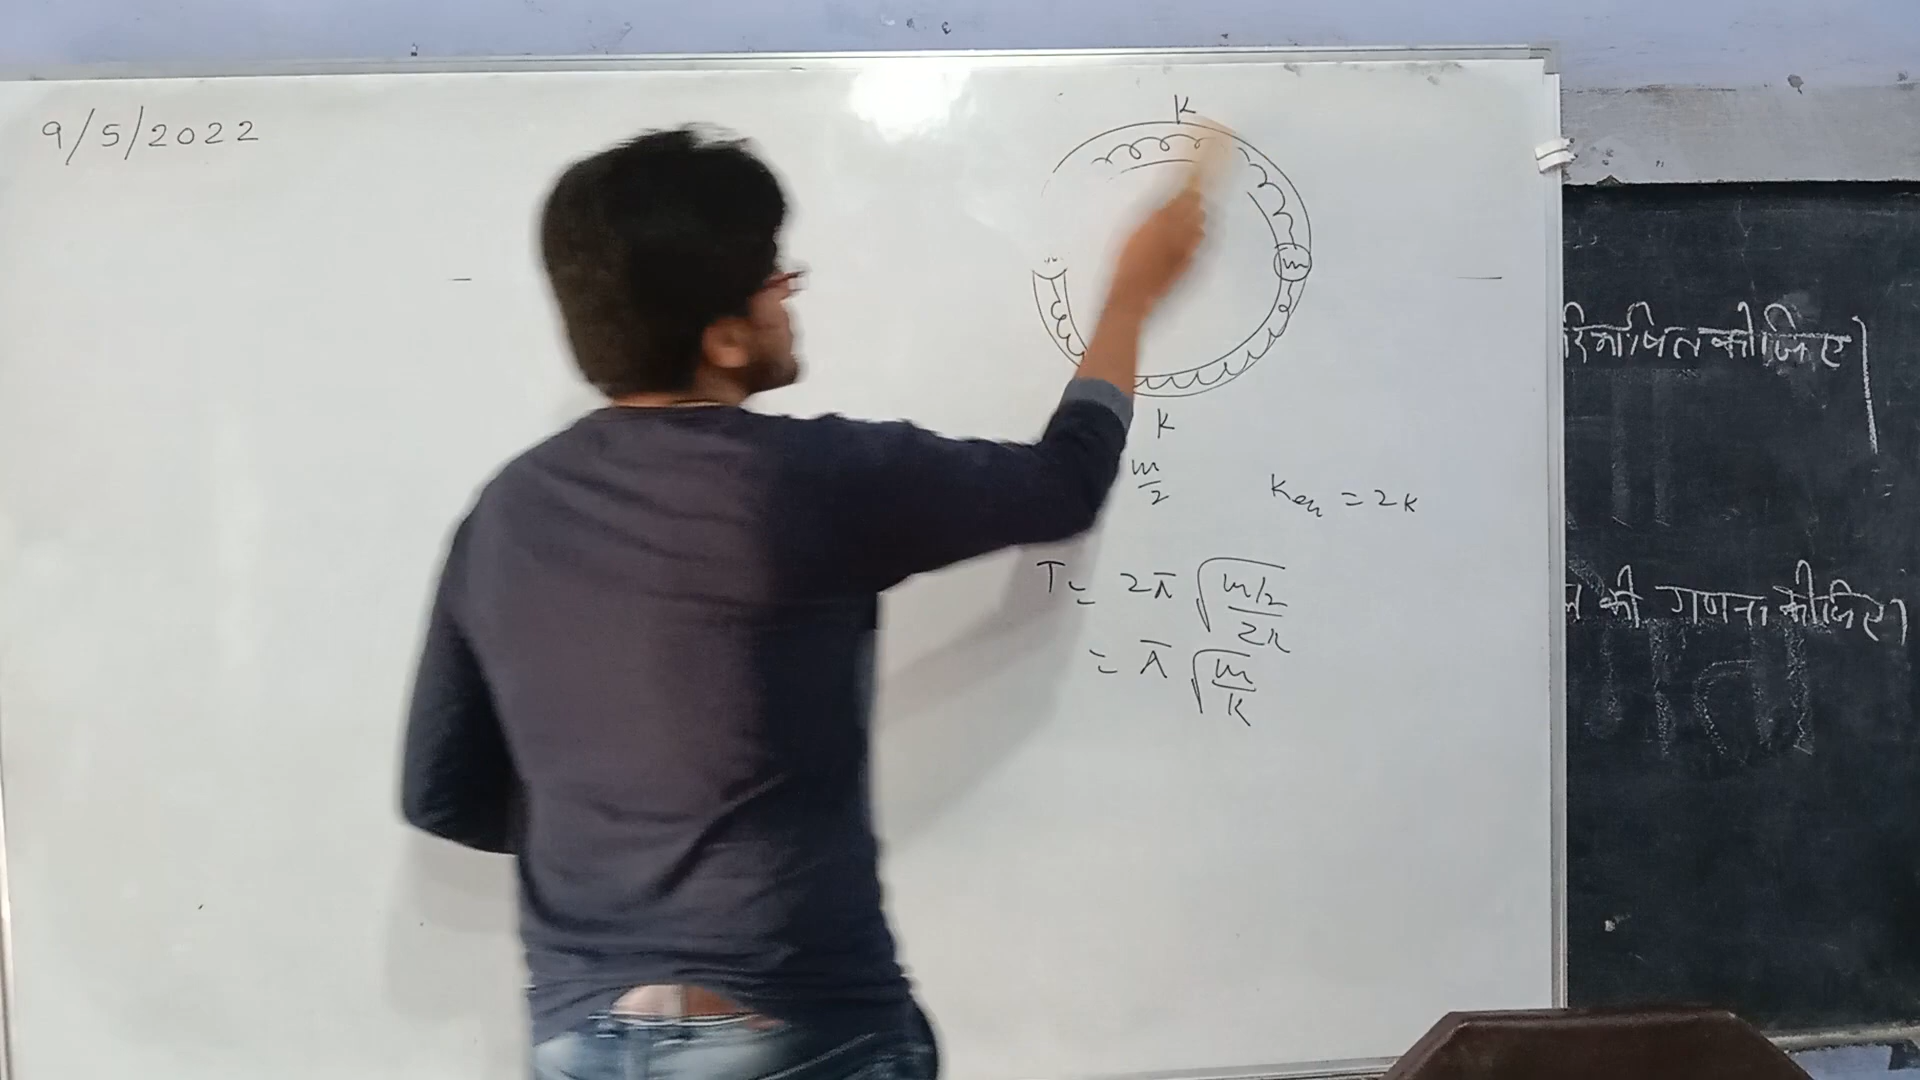 9/5/2022
K
m
K
m/2
Keq = 2K
T = 2π √(m/2 / 2K)
= π √(m/K)
की गणना कीजिए।